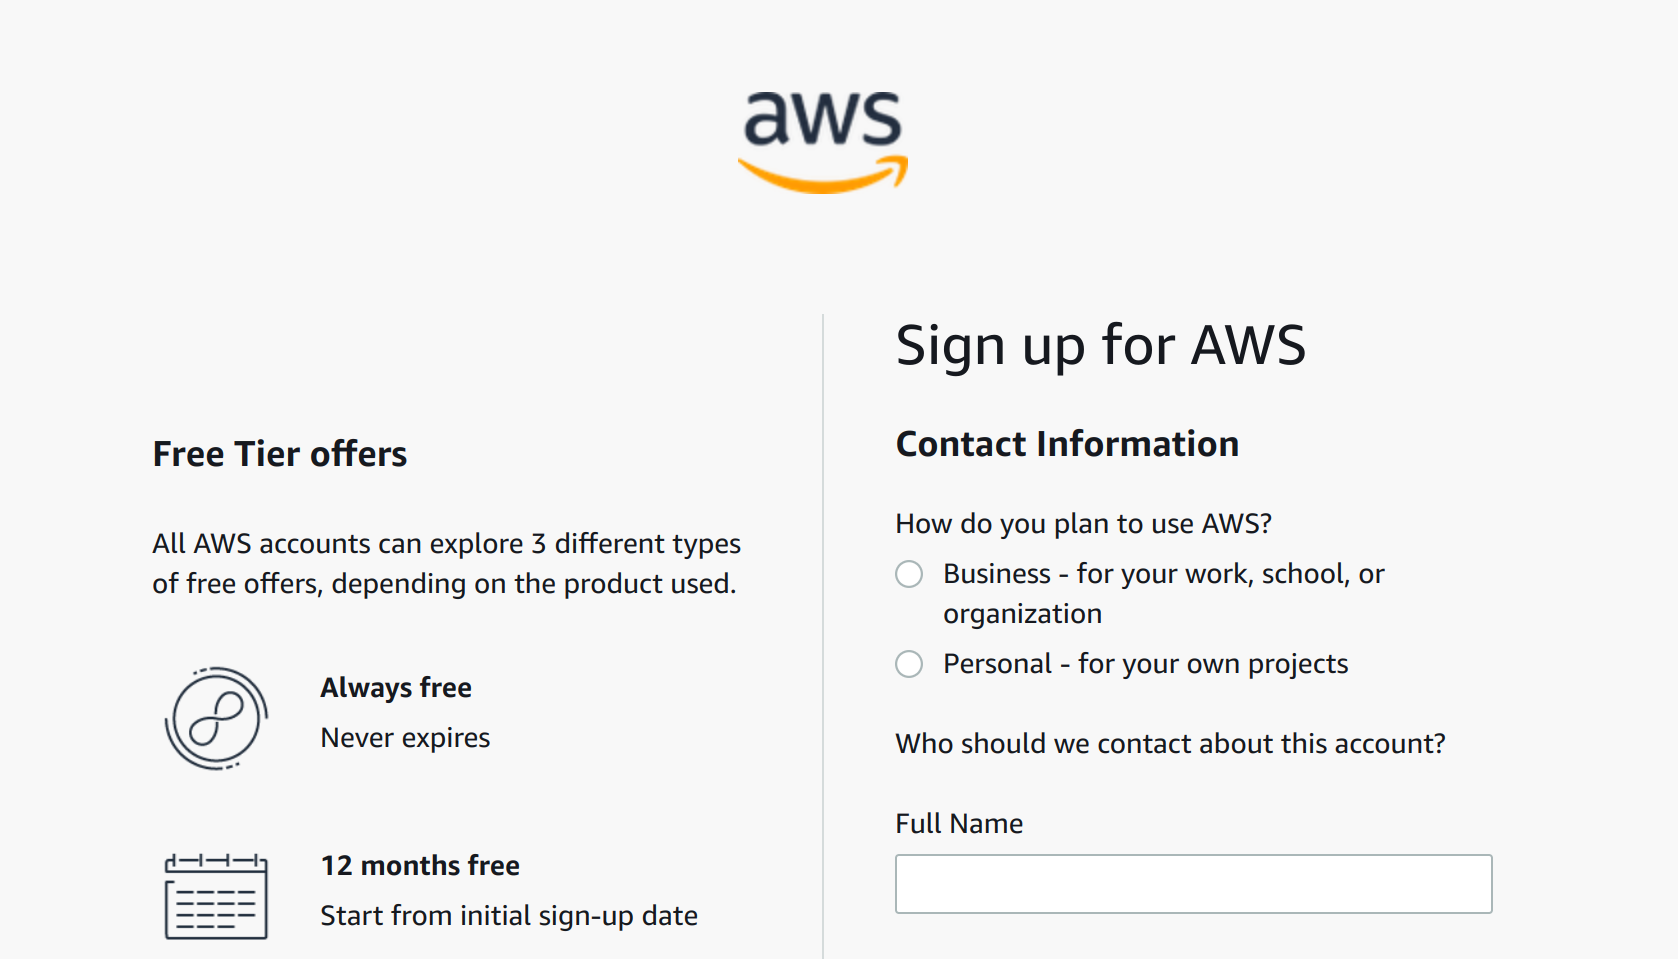 aws
Free Tier offers
All AWS accounts can explore 3 different types
of free offers, depending on the product used.
Always free
Never expires
12 months free
Start from initial sign-up date
Sign up for AWS
Contact Information
How do you plan to use AWS?
Business - for your work, school, or
organization
Personal - for your own projects
Who should we contact about this account?
Full Name